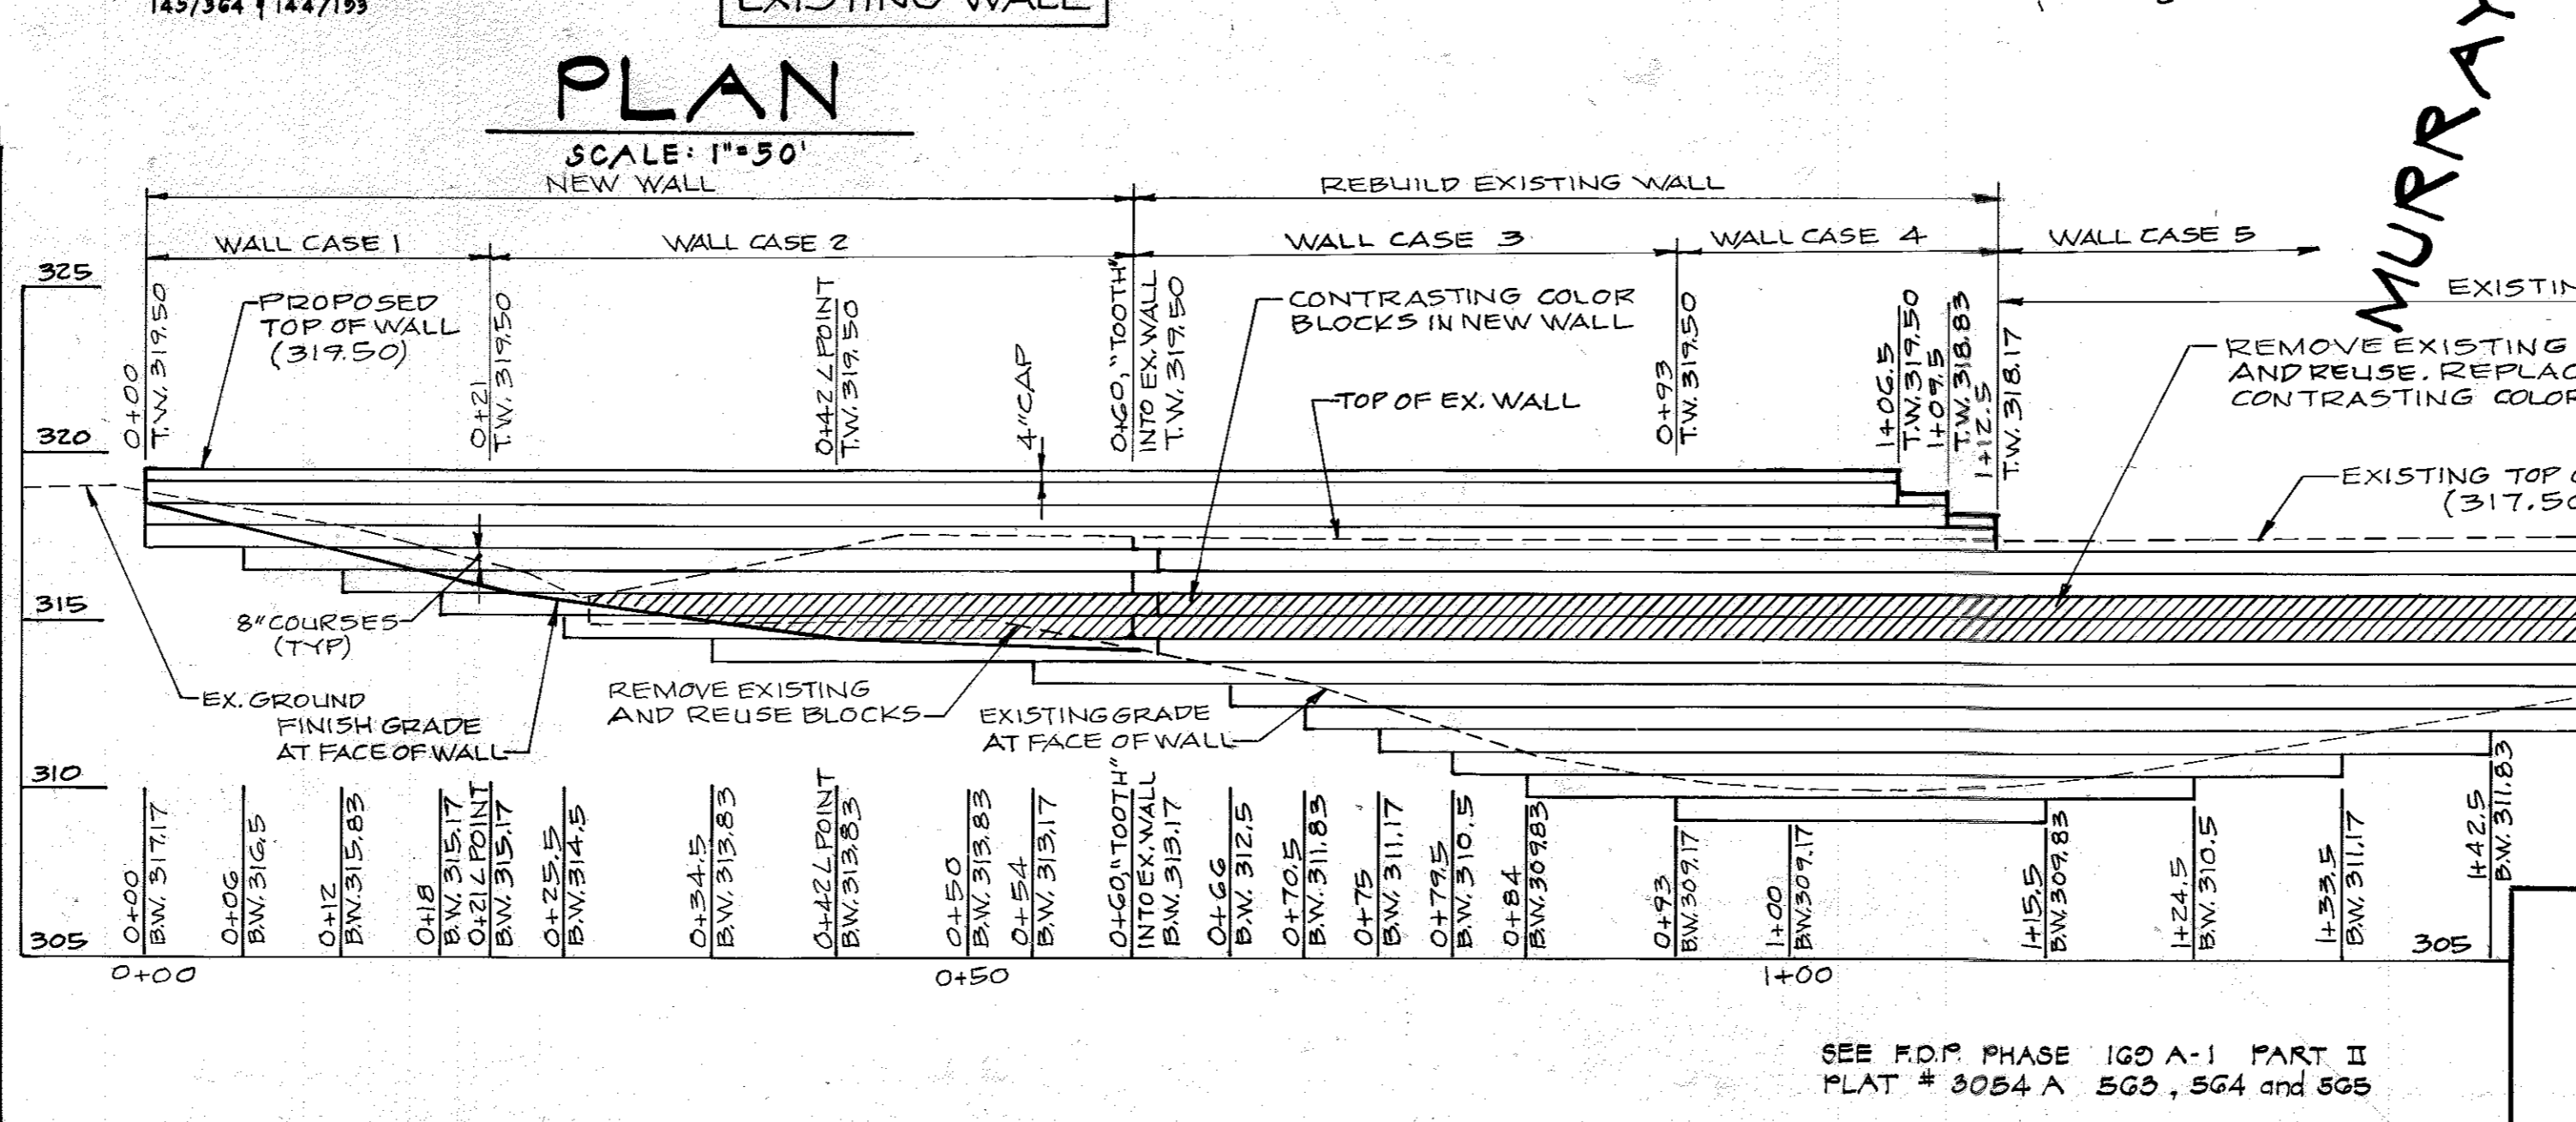 145/364 & 144/153
EXISTING WALL
PLAN
SCALE: 1"=50'
MURRAY
NEW WALL
REBUILD EXISTING WALL
WALL CASE 1
WALL CASE 2
WALL CASE 3
WALL CASE 4
WALL CASE 5
325
320
315
310
305
PROPOSED
TOP OF WALL
(319.50)
0+00
T.W. 319.50
0+21
T.W. 319.50
0+42 ∠ POINT
T.W. 319.50
4" CAP
0+60, "TOOTH"
INTO EX. WALL
T.W. 319.50
CONTRASTING COLOR
BLOCKS IN NEW WALL
TOP OF EX. WALL
0+93
T.W. 319.50
1+06.5
T.W. 319.50
1+09.5
T.W. 318.83
1+12.5
T.W. 318.17
EXISTIN
REMOVE EXISTING
AND REUSE. REPLAC
CONTRASTING COLOR
EXISTING TOP O
(317.50
8" COURSES
(TYP)
EX. GROUND
FINISH GRADE
AT FACE OF WALL
REMOVE EXISTING
AND REUSE BLOCKS
EXISTING GRADE
AT FACE OF WALL
0+00
B.W. 317.17
0+06
B.W. 316.5
0+12
B.W. 315.83
0+18
B.W. 315.17
0+21 ∠ POINT
B.W. 315.17
0+25.5
B.W. 314.5
0+34.5
B.W. 313.83
0+42 ∠ POINT
B.W. 313.83
0+50
B.W. 313.83
0+54
B.W. 313.17
0+60, "TOOTH"
INTO EX. WALL
B.W. 313.17
0+66
B.W. 312.5
0+70.5
B.W. 311.83
0+75
B.W. 311.17
0+79.5
B.W. 310.5
0+84
B.W. 309.83
0+93
B.W. 309.17
1+00
B.W. 309.17
1+15.5
B.W. 309.83
1+24.5
B.W. 310.5
1+33.5
B.W. 311.17
1+42.5
B.W. 311.83
305
0+00
0+50
1+00
SEE F.D.P. PHASE 169 A-1 PART II
PLAT # 3054 A 563, 564 and 565